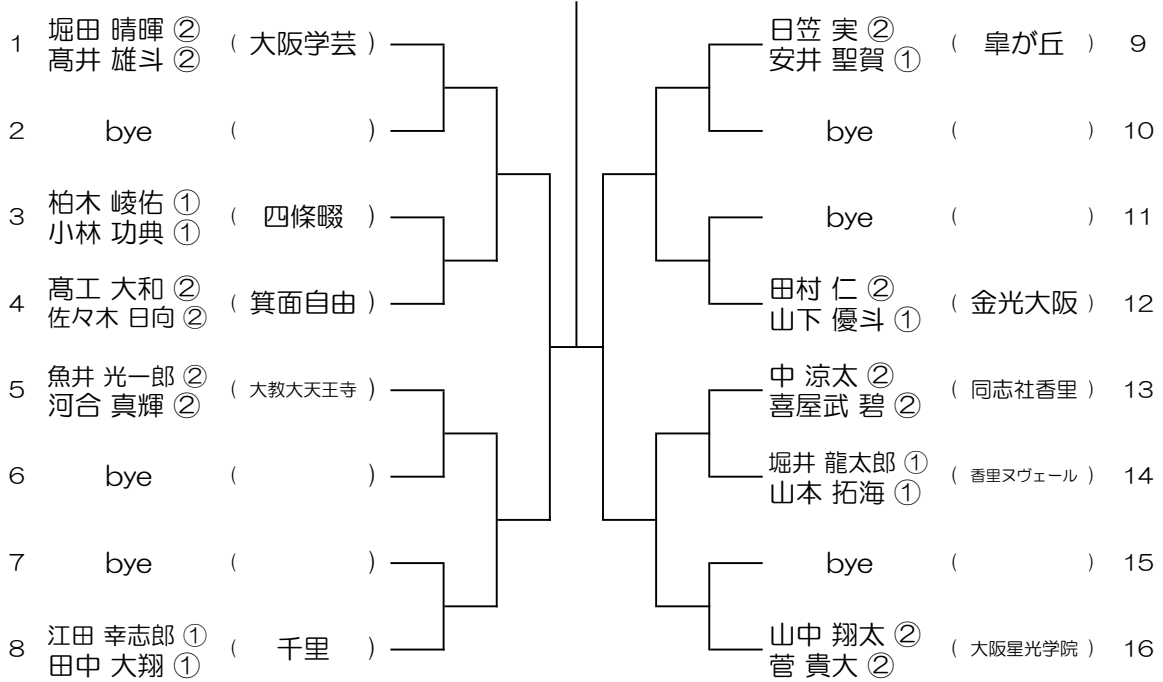 1 堀田 晴暉 ② ( 大阪学芸 )
髙井 雄斗 ②
2 bye ( )
3 柏木 崚佑 ① ( 四條畷 )
小林 功典 ①
4 髙工 大和 ② ( 箕面自由 )
佐々木 日向 ②
5 魚井 光一郎 ② ( 大教大天王寺 )
河合 真輝 ②
6 bye ( )
7 bye ( )
8 江田 幸志郎 ① ( 千里 )
田中 大翔 ①
日笠 実 ② ( 皐が丘 ) 9
安井 聖賀 ①
bye ( ) 10
bye ( ) 11
田村 仁 ② ( 金光大阪 ) 12
山下 優斗 ①
中 涼太 ② ( 同志社香里 ) 13
喜屋武 碧 ②
堀井 龍太郎 ① ( 香里ヌヴェール ) 14
山本 拓海 ①
bye ( ) 15
山中 翔太 ② ( 大阪星光学院 ) 16
菅 貴大 ②